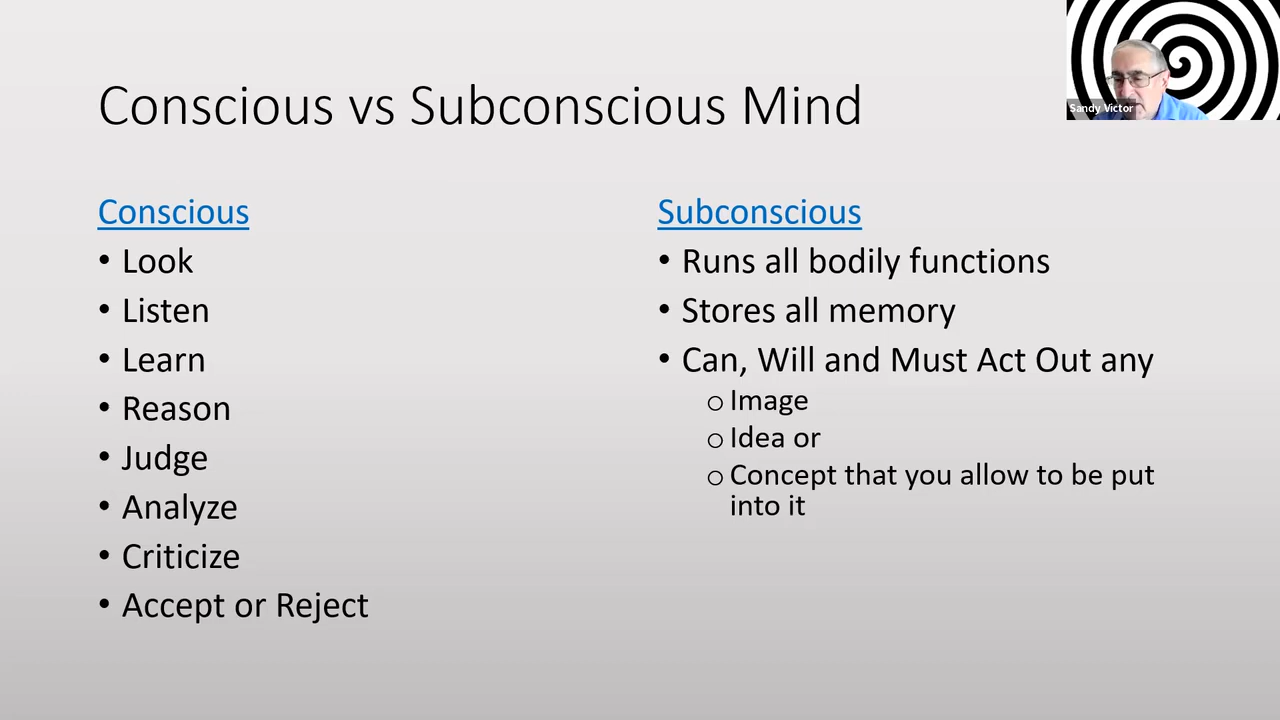 Conscious vs Subconscious Mind
Sandy Victor
Conscious
• Look
• Listen
• Learn
• Reason
• Judge
• Analyze
• Criticize
• Accept or Reject
Subconscious
• Runs all bodily functions
• Stores all memory
• Can, Will and Must Act Out any
o Image
o Idea or
o Concept that you allow to be put
into it